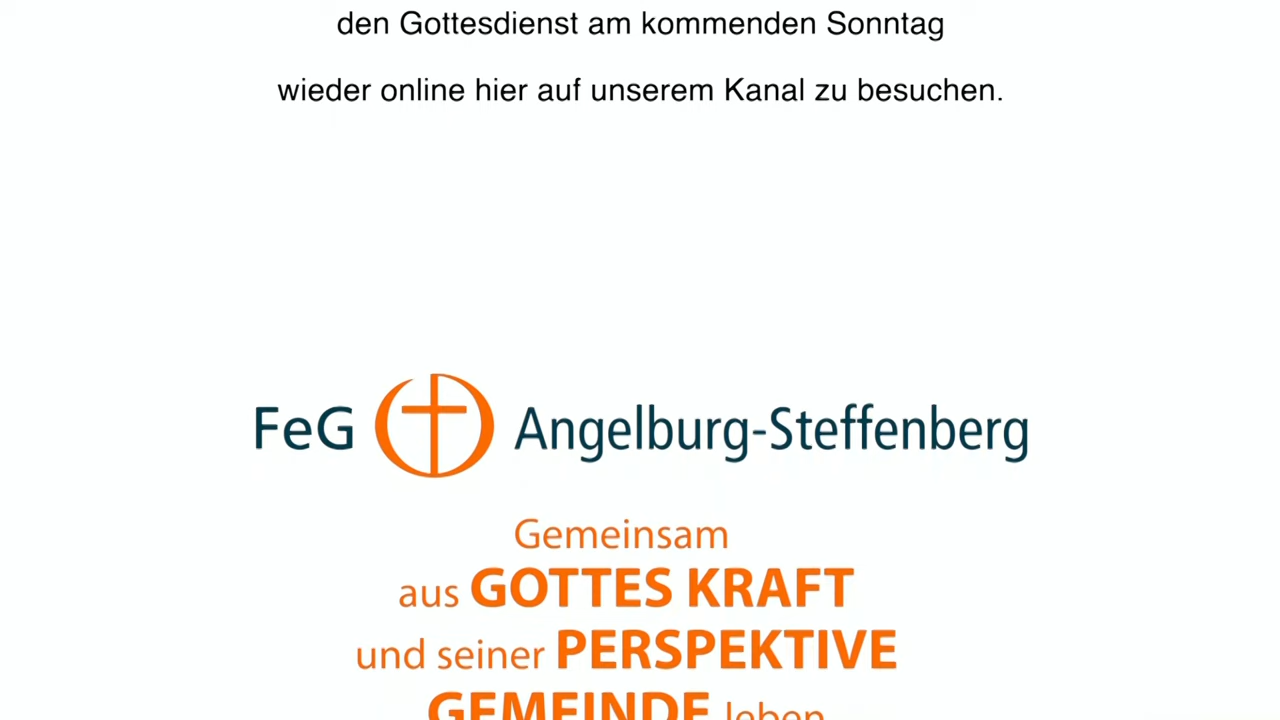 den Gottesdienst am kommenden Sonntag
wieder online hier auf unserem Kanal zu besuchen.
FeG Angelburg-Steffenberg
Gemeinsam
aus GOTTES KRAFT
und seiner PERSPEKTIVE
GEMEINDE leben